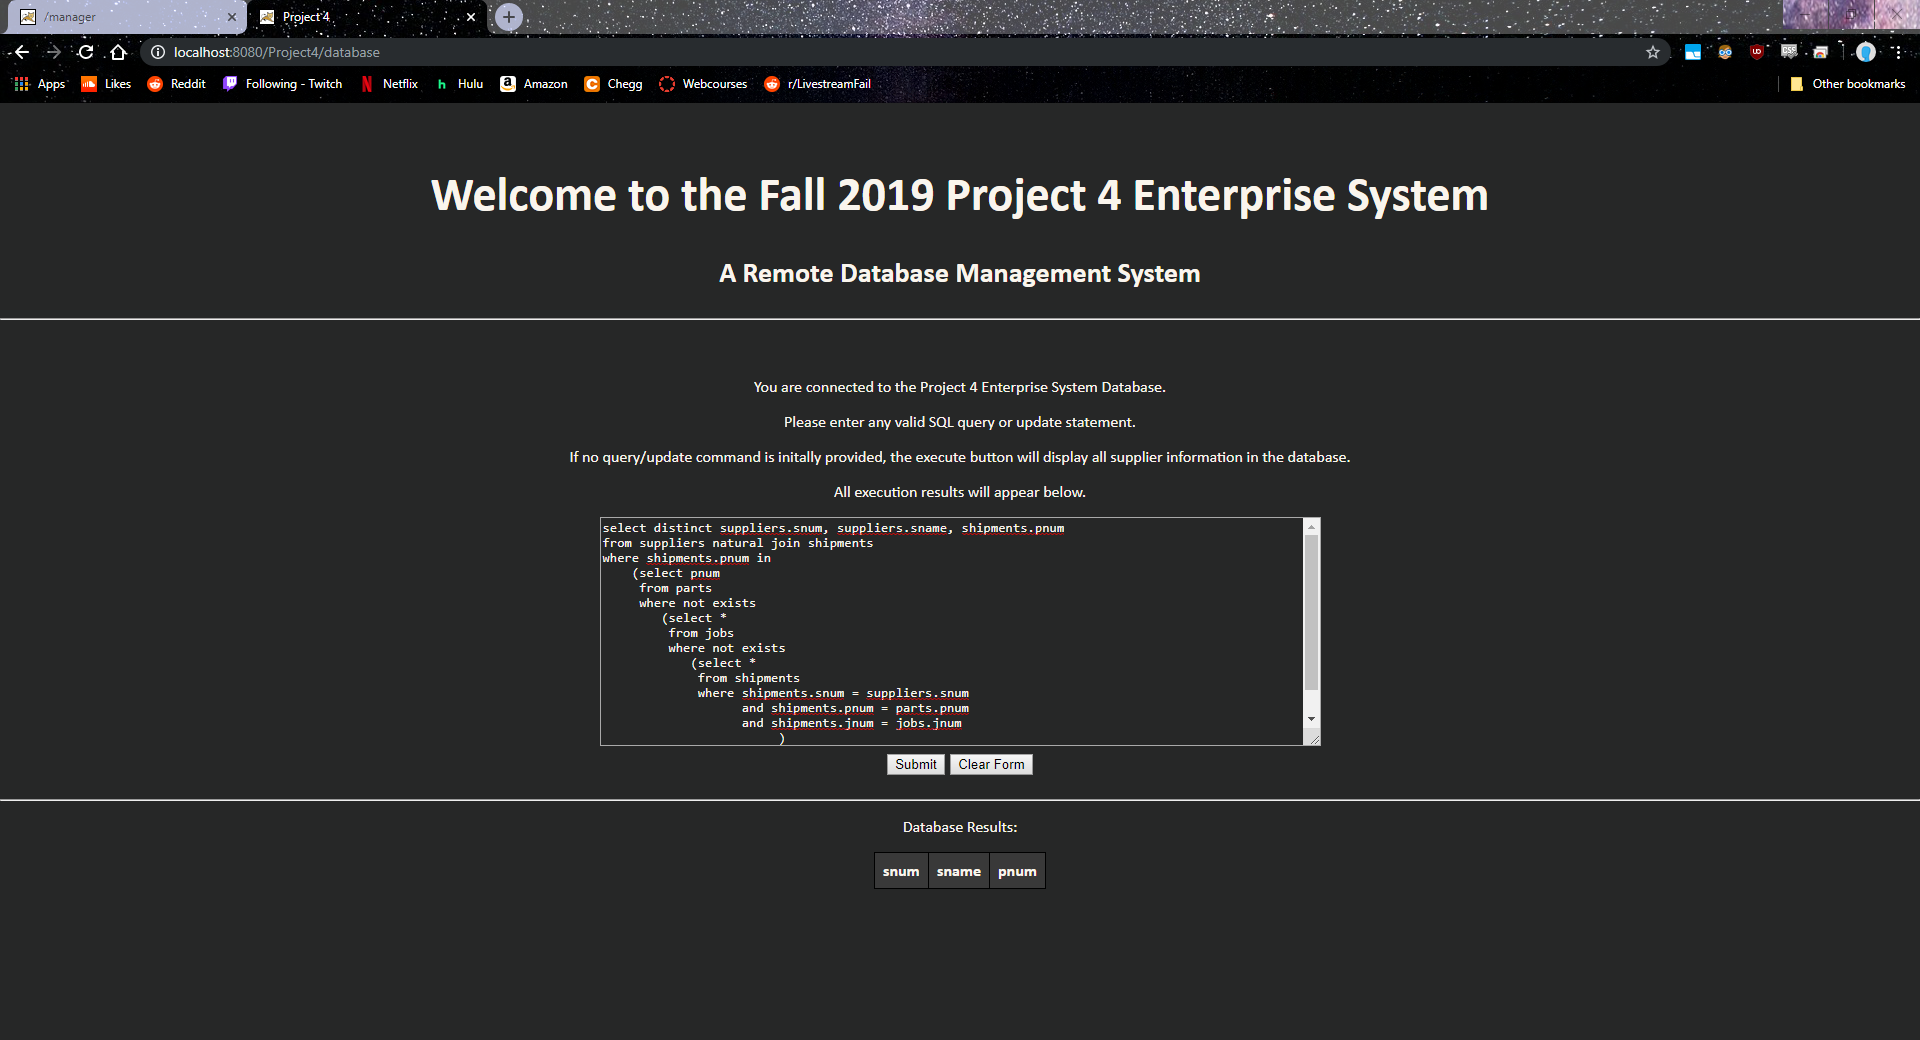 /manager
Project 4
localhost:8080/Project4/database
Apps Likes Reddit Following - Twitch Netflix Hulu Amazon Chegg Webcourses r/LivestreamFail Other bookmarks
Welcome to the Fall 2019 Project 4 Enterprise System
A Remote Database Management System
You are connected to the Project 4 Enterprise System Database.
Please enter any valid SQL query or update statement.
If no query/update command is initally provided, the execute button will display all supplier information in the database.
All execution results will appear below.
select distinct suppliers.snum, suppliers.sname, shipments.pnum
from suppliers natural join shipments
where shipments.pnum in
(select pnum
from parts
where not exists
(select *
from jobs
where not exists
(select *
from shipments
where shipments.snum = suppliers.snum
and shipments.pnum = parts.pnum
and shipments.jnum = jobs.jnum
)
Submit Clear Form
Database Results:
snum sname pnum